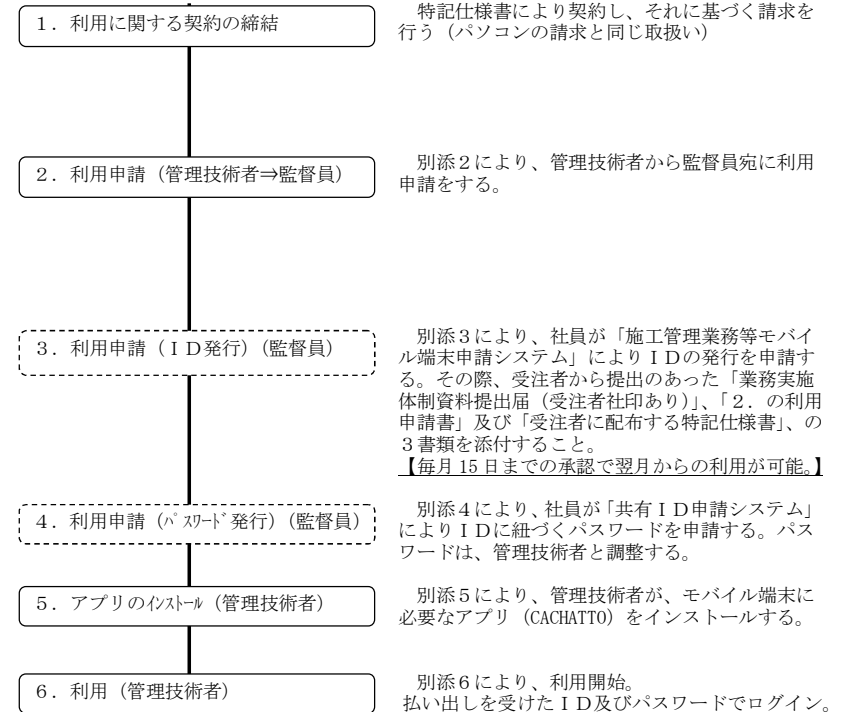 １．利用に関する契約の締結
特記仕様書により契約し、それに基づく請求を
行う（パソコンの請求と同じ取扱い）
２．利用申請（管理技術者⇒監督員）
別添２により、管理技術者から監督員宛に利用
申請をする。
３．利用申請（ＩＤ発行）（監督員）
別添３により、社員が「施工管理業務等モバイ
ル端末申請システム」によりＩＤの発行を申請す
る。その際、受注者から提出のあった「業務実施
体制資料提出届（受注者社印あり）」、「２．の利用
申請書」及び「受注者に配布する特記仕様書」、の
３書類を添付すること。
【毎月15日までの承認で翌月からの利用が可能。】
４．利用申請（ﾊﾟｽﾜｰﾄﾞ発行）（監督員）
別添４により、社員が「共有ＩＤ申請システム」
によりＩＤに紐づくパスワードを申請する。パス
ワードは、管理技術者と調整する。
５．アプリのｲﾝｽﾄｰﾙ（管理技術者）
別添５により、管理技術者が、モバイル端末に
必要なアプリ（CACHATTO）をインストールする。
６．利用（管理技術者）
別添６により、利用開始。
払い出しを受けたＩＤ及びパスワードでログイン。